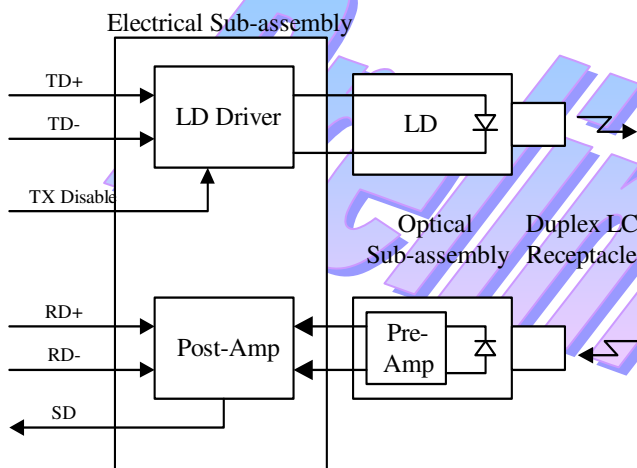 Electrical Sub-assembly
TD+
TD-
TX Disable
LD Driver
LD
Optical
Sub-assembly
Duplex LC
Receptacle
RD+
RD-
SD
Post-Amp
Pre-
Amp